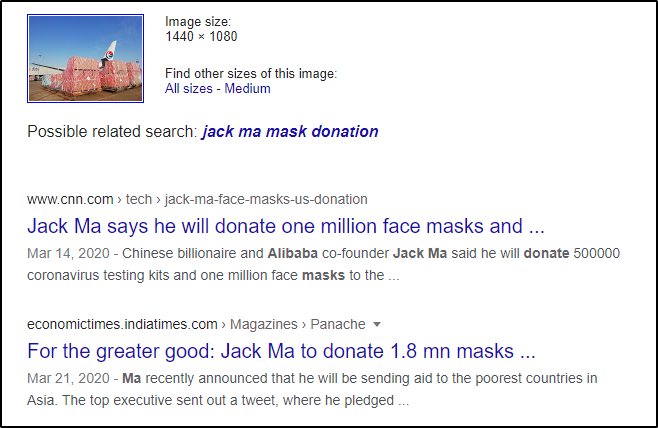 Image size:
1440 × 1080
Find other sizes of this image:
All sizes - Medium
Possible related search: jack ma mask donation
www.cnn.com › tech › jack-ma-face-masks-us-donation
Jack Ma says he will donate one million face masks and ...
Mar 14, 2020 - Chinese billionaire and Alibaba co-founder Jack Ma said he will donate 500000
coronavirus testing kits and one million face masks to the ...
economictimes.indiatimes.com › Magazines › Panache
For the greater good: Jack Ma to donate 1.8 mn masks ...
Mar 21, 2020 - Ma recently announced that he will be sending aid to the poorest countries in
Asia. The top executive sent out a tweet, where he pledged ...